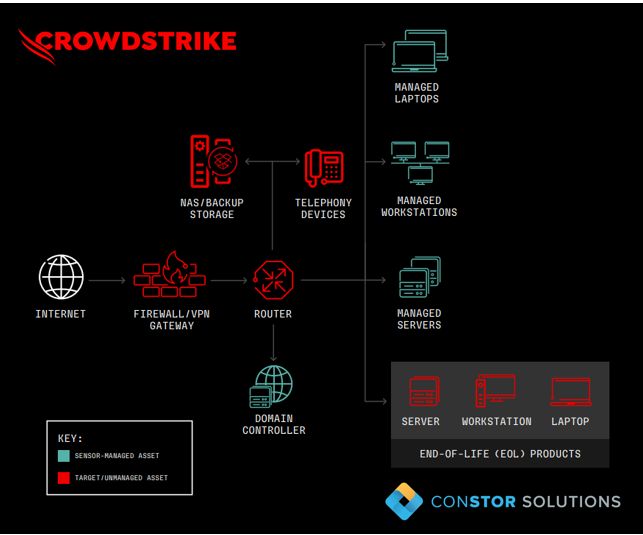 CROWDSTRIKE
MANAGED
LAPTOPS
NAS/BACKUP
STORAGE
TELEPHONY
DEVICES
MANAGED
WORKSTATIONS
INTERNET
FIREWALL/VPN
GATEWAY
ROUTER
MANAGED
SERVERS
DOMAIN
CONTROLLER
SERVER
WORKSTATION
LAPTOP
END-OF-LIFE (EOL) PRODUCTS
KEY:
SENSOR-MANAGED ASSET
TARGET/UNMANAGED ASSET
CONSTOR SOLUTIONS